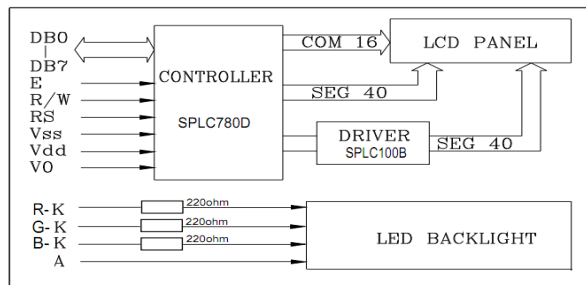 DB0
DB7
E
R/W
RS
Vss
Vdd
V0
CONTROLLER
SPLC780D
COM 16
LCD PANEL
SEG 40
DRIVER
SPLC100B
SEG 40
R-K
220ohm
G-K
220ohm
B-K
220ohm
A
LED BACKLIGHT